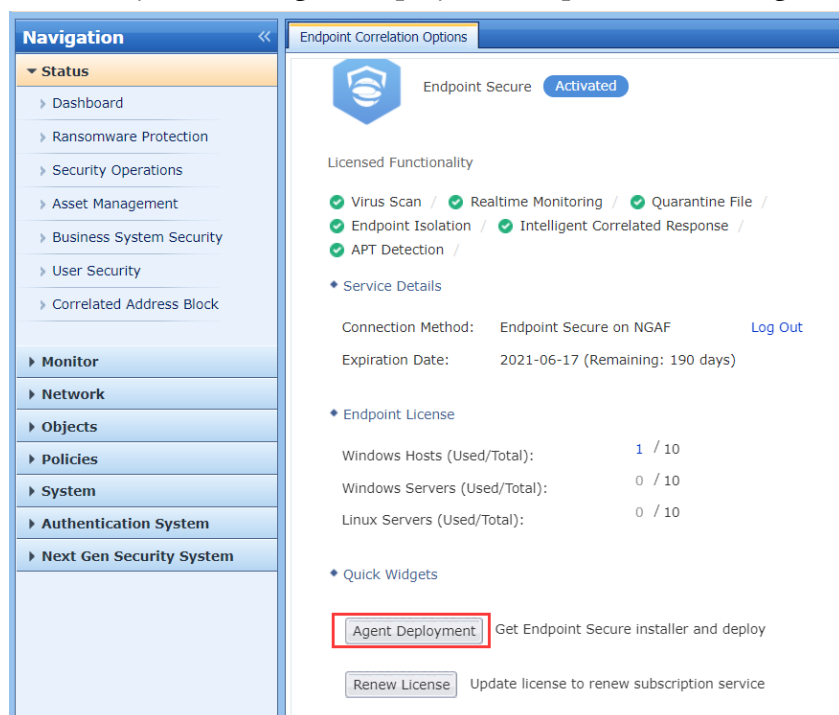 Navigation
Status
Dashboard
Ransomware Protection
Security Operations
Asset Management
Business System Security
User Security
Correlated Address Block
Monitor
Network
Objects
Policies
System
Authentication System
Next Gen Security System
Endpoint Correlation Options
Endpoint Secure Activated
Licensed Functionality
Virus Scan / Realtime Monitoring / Quarantine File /
Endpoint Isolation / Intelligent Correlated Response /
APT Detection /
Service Details
Connection Method: Endpoint Secure on NGAF Log Out
Expiration Date: 2021-06-17 (Remaining: 190 days)
Endpoint License
Windows Hosts (Used/Total): 1 / 10
Windows Servers (Used/Total): 0 / 10
Linux Servers (Used/Total): 0 / 10
Quick Widgets
Agent Deployment Get Endpoint Secure installer and deploy
Renew License Update license to renew subscription service